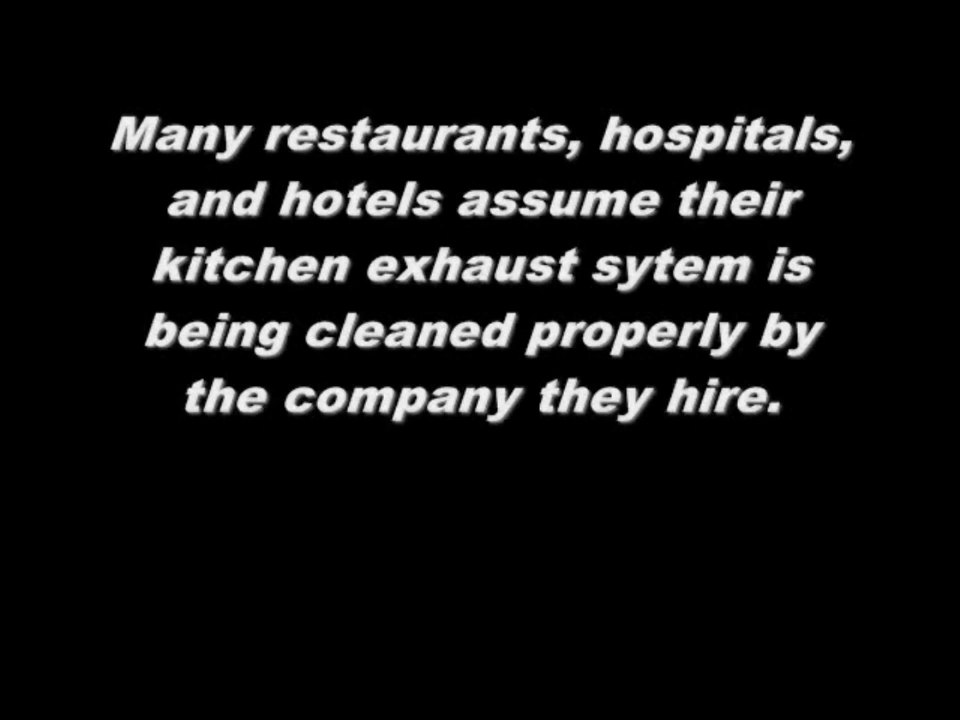 Many restaurants, hospitals,
and hotels assume their
kitchen exhaust sytem is
being cleaned properly by
the company they hire.